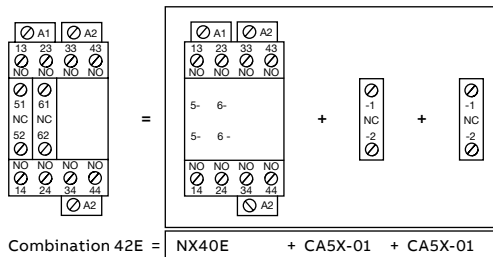 A1 A2 A1 A2
13 23 33 43 13 23 33 43
NO NO NO NO NO NO NO NO
51 61 5- 6- -1 -1
NC NC = + NC + NC
52 62 5- 6 - -2 -2
NO NO NO NO NO NO NO NO
14 24 34 44 14 24 34 44
A2 A2
Combination 42E = NX40E + CA5X-01 + CA5X-01